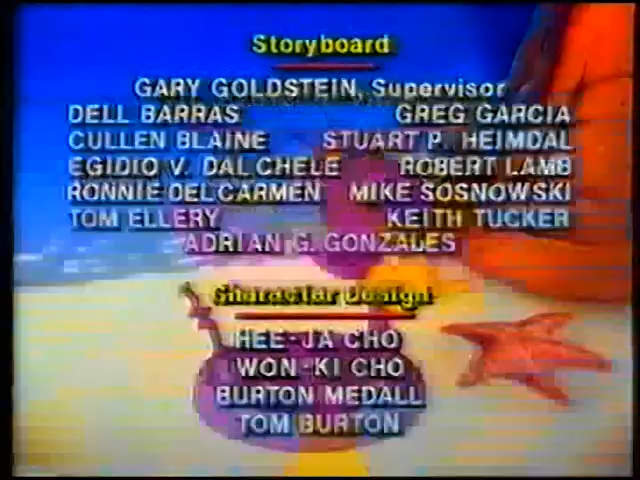 Storyboard
GARY GOLDSTEIN, Supervisor
DELL BARRAS GREG GARCIA
CULLEN BLAINE STUART P. HEIMDAL
EGIDIO V. DAL CHELE ROBERT LAMB
RONNIE DEL CARMEN MIKE SOSNOWSKI
TOM ELLERY KEITH TUCKER
ADRIAN G. GONZALES
Character Design
HEE-JA CHO
WON-KI CHO
BURTON MEDALL
TOM BURTON